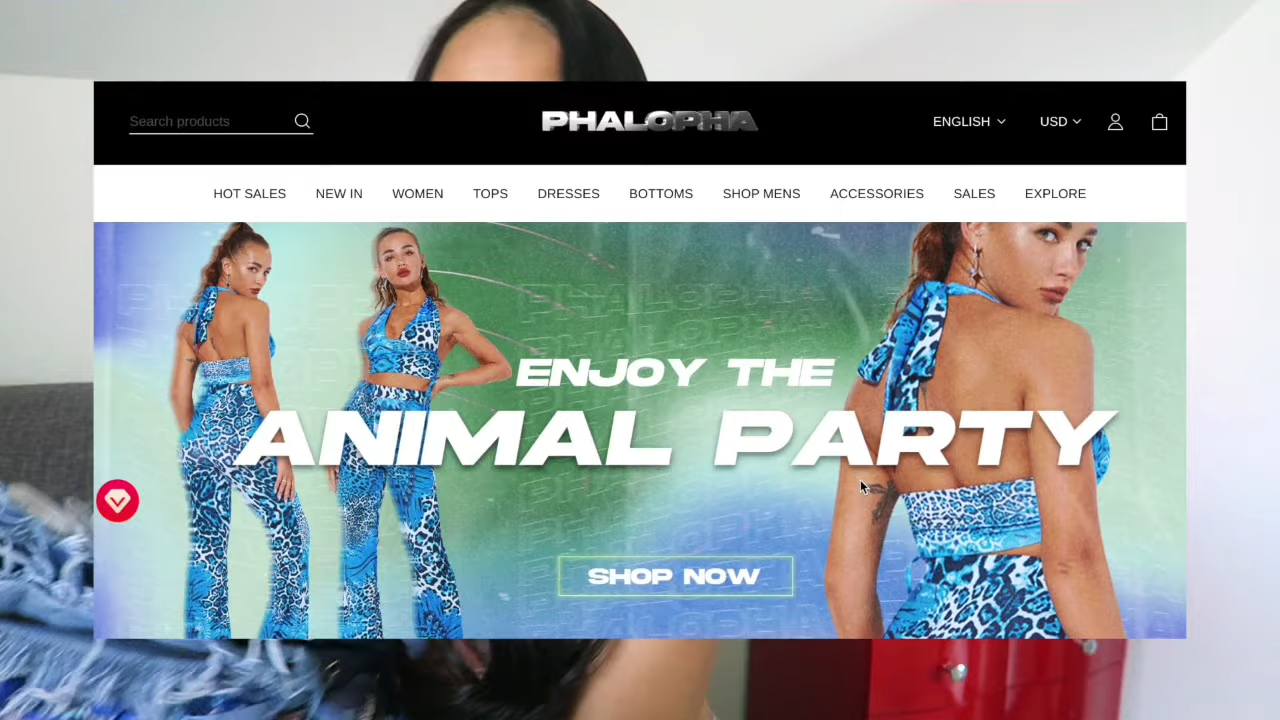 Search products
PHALOPHA
ENGLISH
USD
HOT SALES
NEW IN
WOMEN
TOPS
DRESSES
BOTTOMS
SHOP MENS
ACCESSORIES
SALES
EXPLORE
ENJOY THE
ANIMAL PARTY
SHOP NOW